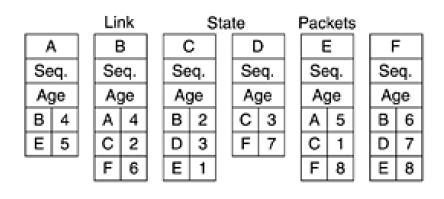 Link State Packets
A B C D E F
Seq. Seq. Seq. Seq. Seq. Seq.
Age Age Age Age Age Age
B 4 A 4 B 2 C 3 A 5 B 6
E 5 C 2 D 3 F 7 C 1 D 7
F 6 E 1 F 8 E 8